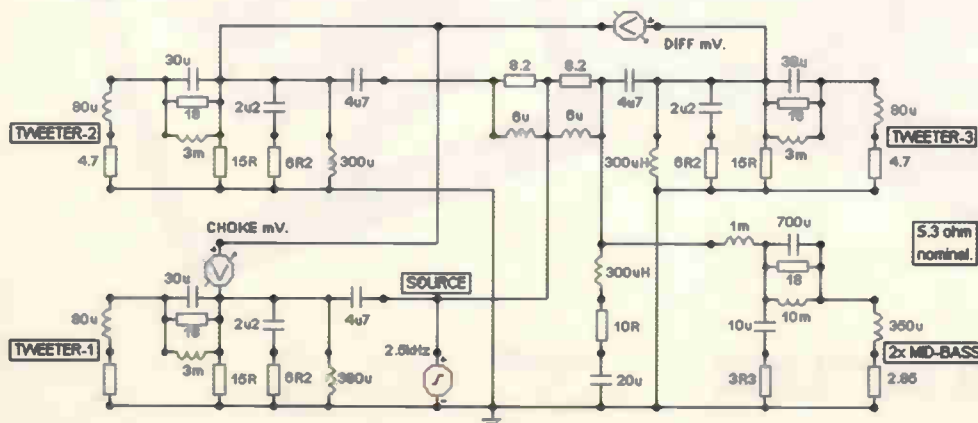 DIFF mV.
30u
8.2
8.2
38u
80u
2u2
4u7
4u7
2u2
18
18
80u
TWEETER-2
6u
6u
TWEETER-3
3m
3m
4.7
15R
6R2
300u
300uH
6R2
15R
4.7
CHOKE mV.
1m
700u
5.3 ohm
nominal.
30u
SOURCE
300uH
18
80u
2u2
4u7
10u
10m
350u
18
2.5kHz
10R
TWEETER-1
2x MID-BASS
3m
15R
6R2
20u
3R3
2.85